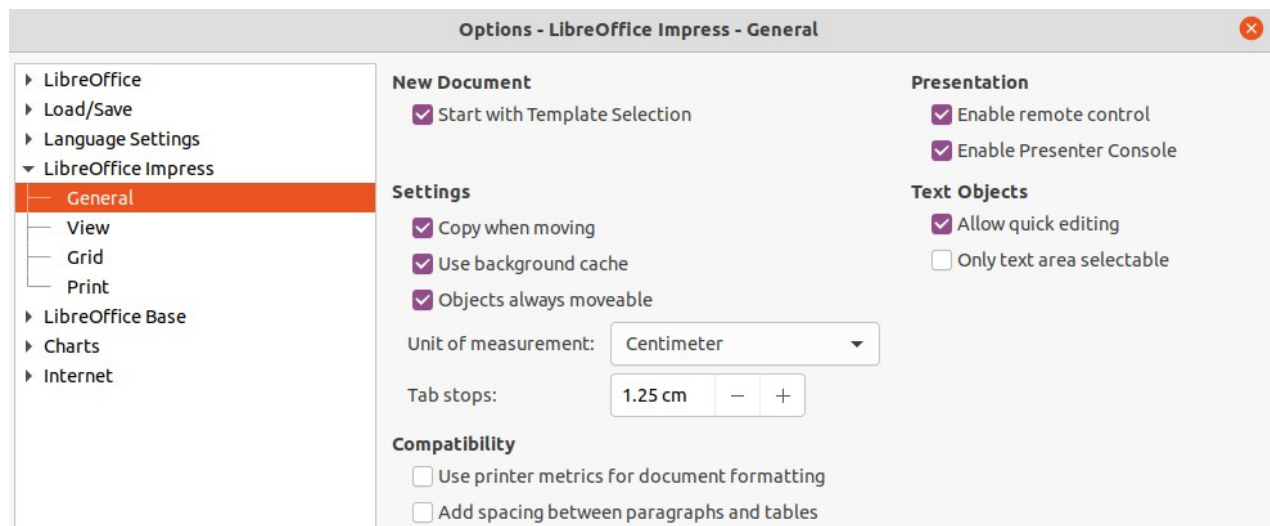 Options - LibreOffice Impress - General
LibreOffice
Load/Save
Language Settings
LibreOffice Impress
General
View
Grid
Print
LibreOffice Base
Charts
Internet
New Document
Start with Template Selection
Settings
Copy when moving
Use background cache
Objects always moveable
Unit of measurement: Centimeter
Tab stops: 1.25 cm
Compatibility
Use printer metrics for document formatting
Add spacing between paragraphs and tables
Presentation
Enable remote control
Enable Presenter Console
Text Objects
Allow quick editing
Only text area selectable